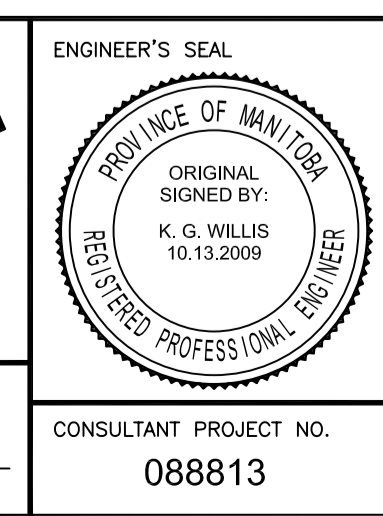 ENGINEER'S SEAL
PROVINCE OF MANITOBA
ORIGINAL
SIGNED BY:
K. G. WILLIS
10.13.2009
REGISTERED PROFESSIONAL ENGINEER
CONSULTANT PROJECT NO.
088813